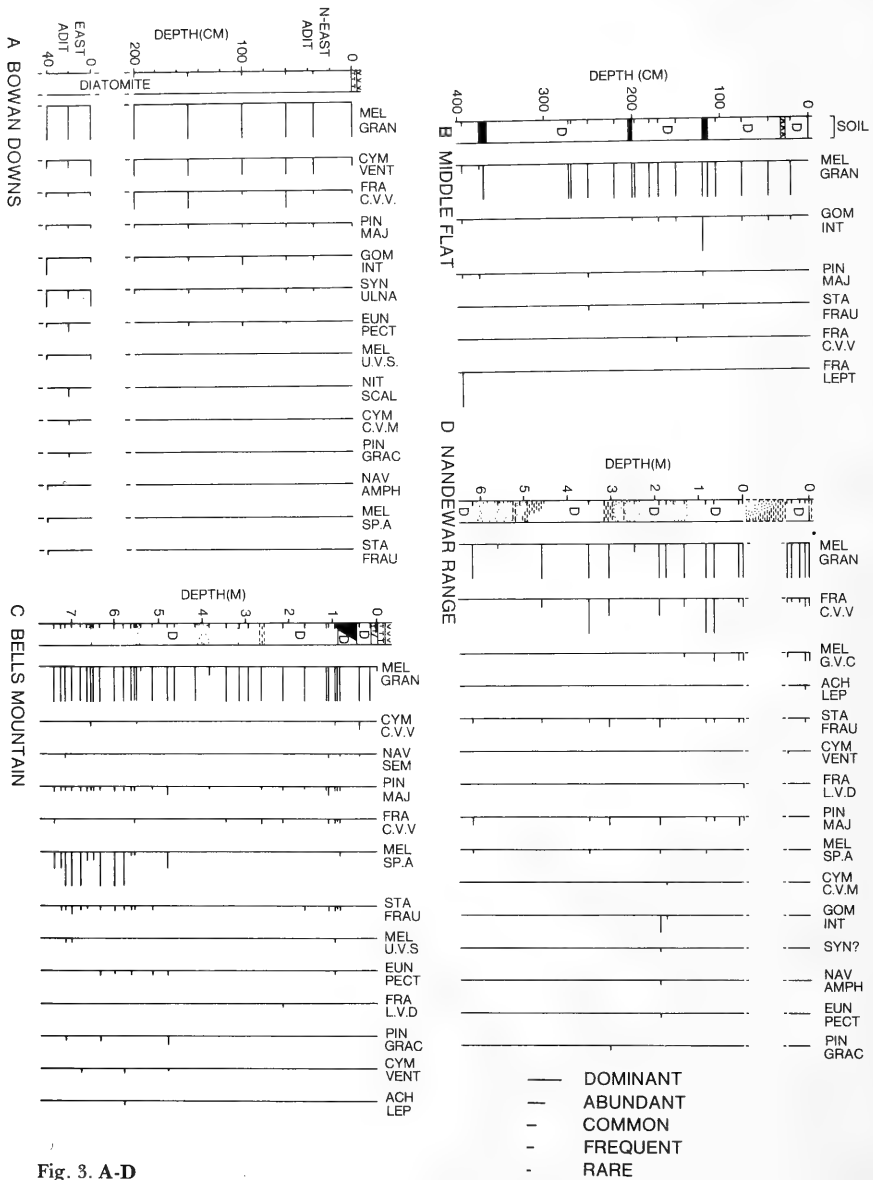 A BOWAN DOWNS
EAST
ADIT
N-EAST
ADIT
DEPTH(CM)
40
0
200
100
0
DIATOMITE
MEL
GRAN
CYM
VENT
FRA
C.V.V.
PIN
MAJ
GOM
INT
SYN
ULNA
EUN
PECT
MEL
U.V.S.
NIT
SCAL
CYM
C.V.M
PIN
GRAC
NAV
AMPH
MEL
SP.A
STA
FRAU
B MIDDLE FLAT
DEPTH (CM)
400
300
200
100
0
D
D
D
D
SOIL
MEL
GRAN
GOM
INT
PIN
MAJ
STA
FRAU
FRA
C.V.V
FRA
LEPT
C BELLS MOUNTAIN
DEPTH(M)
7
6
5
4
3
2
1
0
D
D
D
D
MEL
GRAN
CYM
C.V.V
NAV
SEM
PIN
MAJ
FRA
C.V.V
MEL
SP.A
STA
FRAU
MEL
U.V.S
EUN
PECT
FRA
L.V.D
PIN
GRAC
CYM
VENT
ACH
LEP
D NANDEWAR RANGE
DEPTH(M)
6
5
4
3
2
1
0
0
D
D
D
D
D
MEL
GRAN
FRA
C.V.V
MEL
G.V.C
ACH
LEP
STA
FRAU
CYM
VENT
FRA
L.V.D
PIN
MAJ
MEL
SP.A
CYM
C.V.M
GOM
INT
SYN?
NAV
AMPH
EUN
PECT
PIN
GRAC
DOMINANT
ABUNDANT
COMMON
FREQUENT
RARE
Fig. 3. A-D